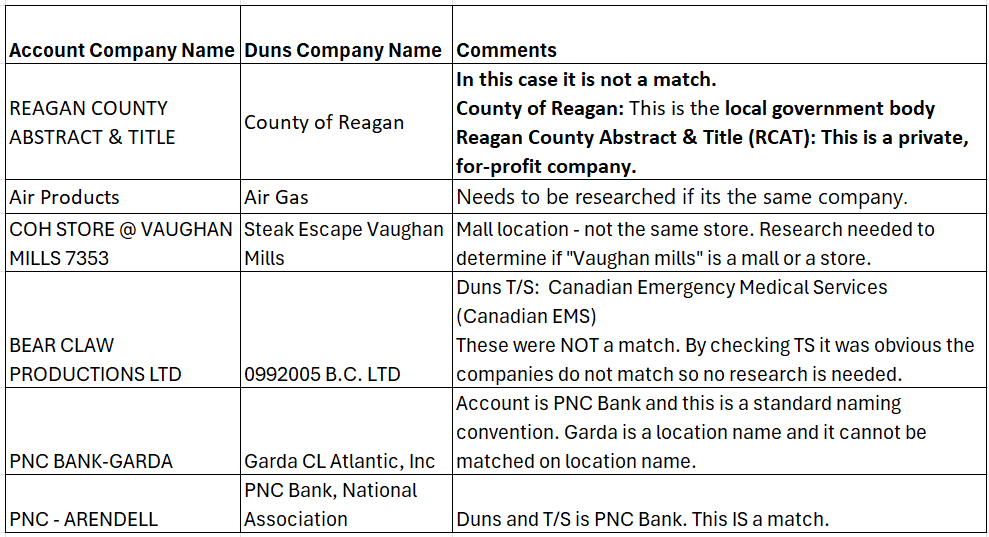 Account Company Name Duns Company Name Comments
REAGAN COUNTY
ABSTRACT & TITLE
County of Reagan
In this case it is not a match.
County of Reagan: This is the local government body
Reagan County Abstract & Title (RCAT): This is a private,
for-profit company.
Air Products
Air Gas
Needs to be researched if its the same company.
COH STORE @ VAUGHAN
MILLS 7353
Steak Escape Vaughan
Mills
Mall location - not the same store. Research needed to
determine if "Vaughan mills" is a mall or a store.
BEAR CLAW
PRODUCTIONS LTD
0992005 B.C. LTD
Duns T/S:  Canadian Emergency Medical Services
(Canadian EMS)
These were NOT a match. By checking TS it was obvious the
companies do not match so no research is needed.
PNC BANK-GARDA
Garda CL Atlantic, Inc
Account is PNC Bank and this is a standard naming
convention. Garda is a location name and it cannot be
matched on location name.
PNC - ARENDELL
PNC Bank, National
Association
Duns and T/S is PNC Bank. This IS a match.